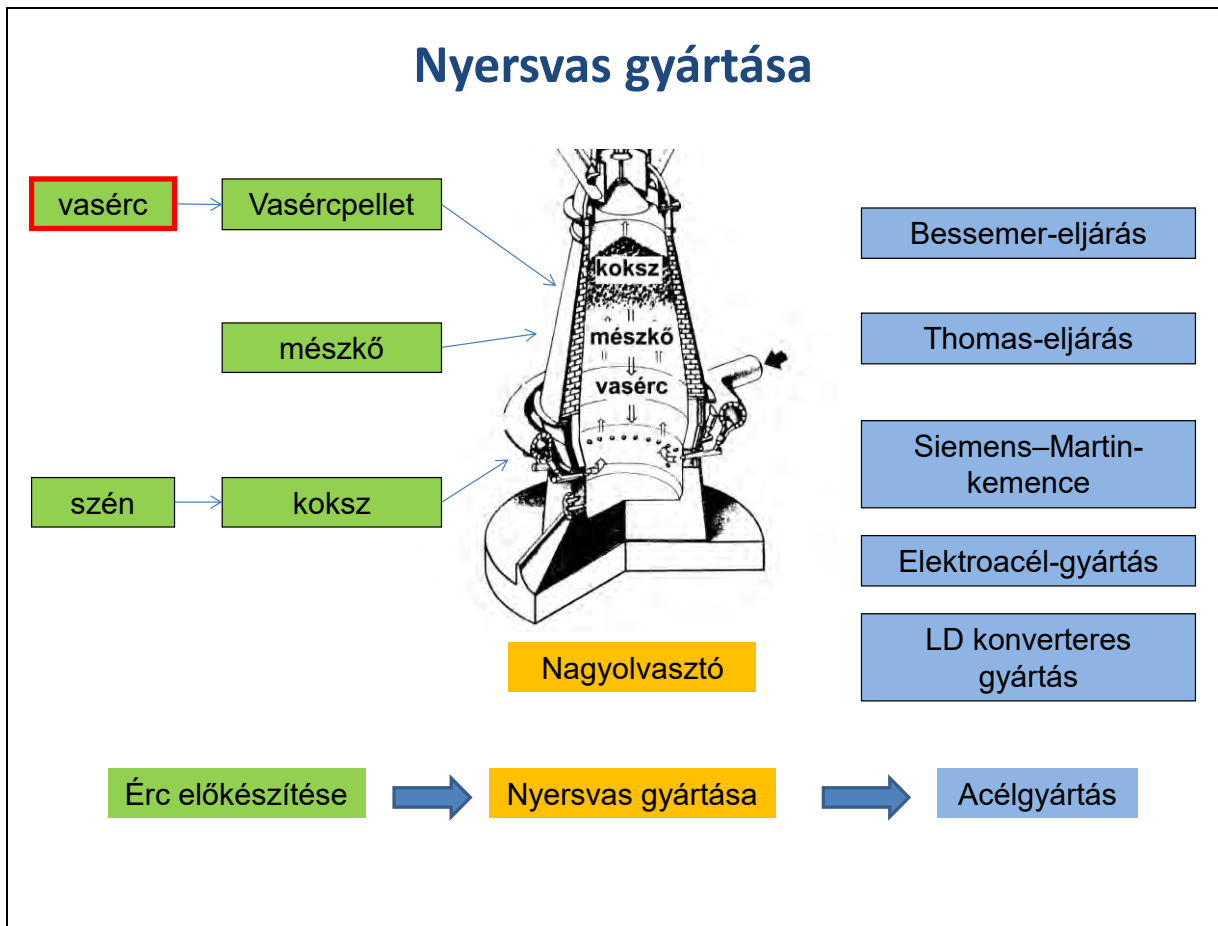 Nyersvas gyártása
vasérc
Vasércpellet
mészkő
szén
koksz
koksz
mészkő
vasérc
Nagyolvasztó
Bessemer-eljárás
Thomas-eljárás
Siemens–Martin-
kemence
Elektroacél-gyártás
LD konverteres
gyártás
Érc előkészítése
Nyersvas gyártása
Acélgyártás